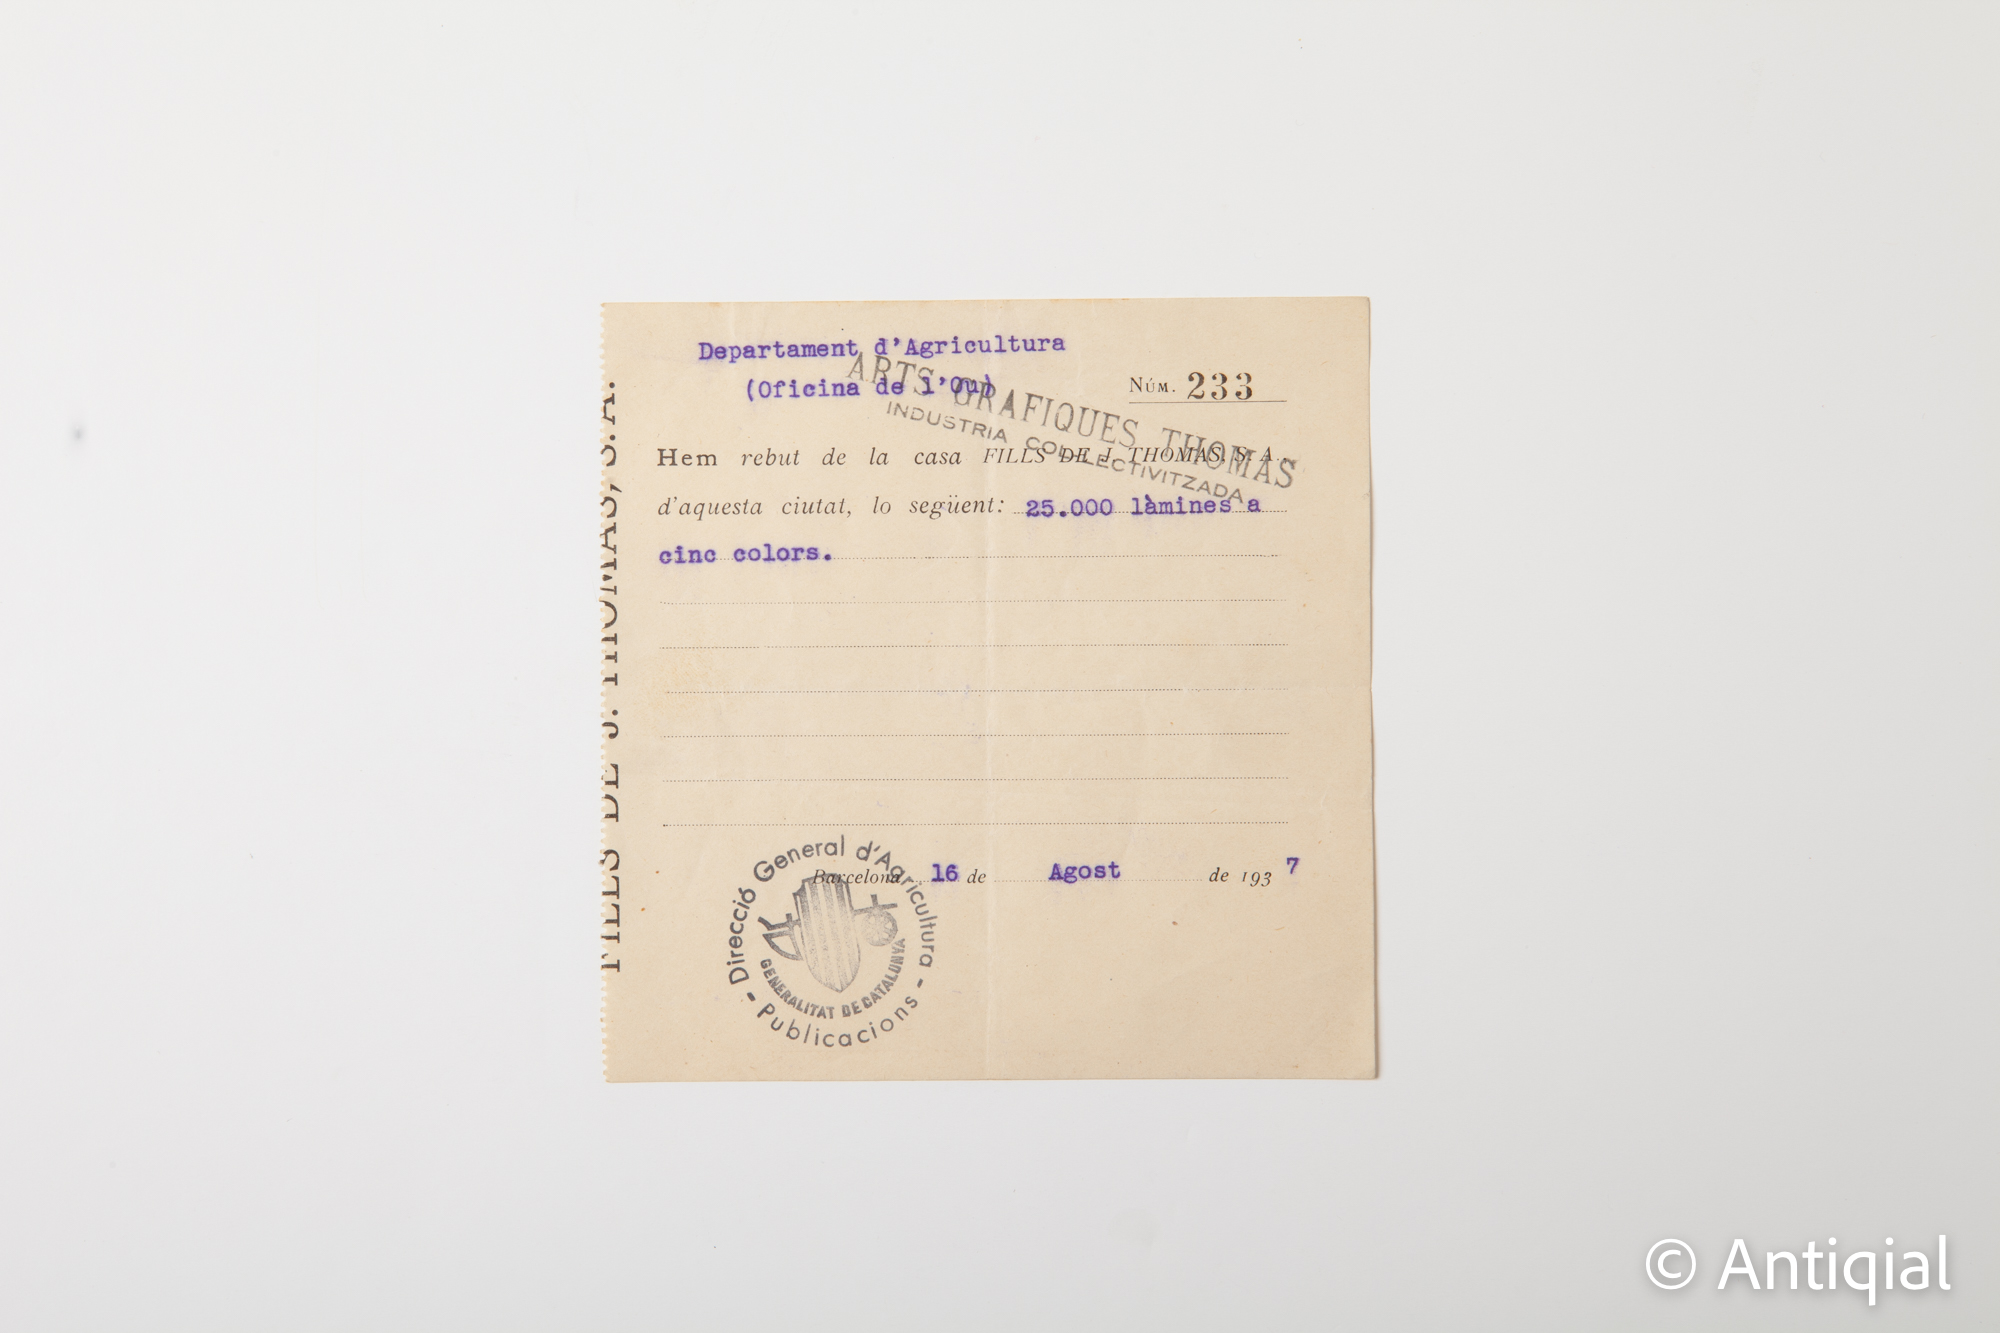 Departament d'Agricultura
(Oficina de l'Ou)
NÚM. 233
ARTS GRAFIQUES THOMAS
INDUSTRIA COL·LECTIVITZADA
Hem rebut de la casa FILLS DE J. THOMAS, S. A.,
d'aquesta ciutat, lo següent: 25.000 làmines a
cinc colors.
Barcelona, 16 de Agost de 1937
Direcció General d'Agricultura - Publicacions -
GENERALITAT DE CATALUNYA
FILLS DE J. THOMAS, S. A.
© Antiqial